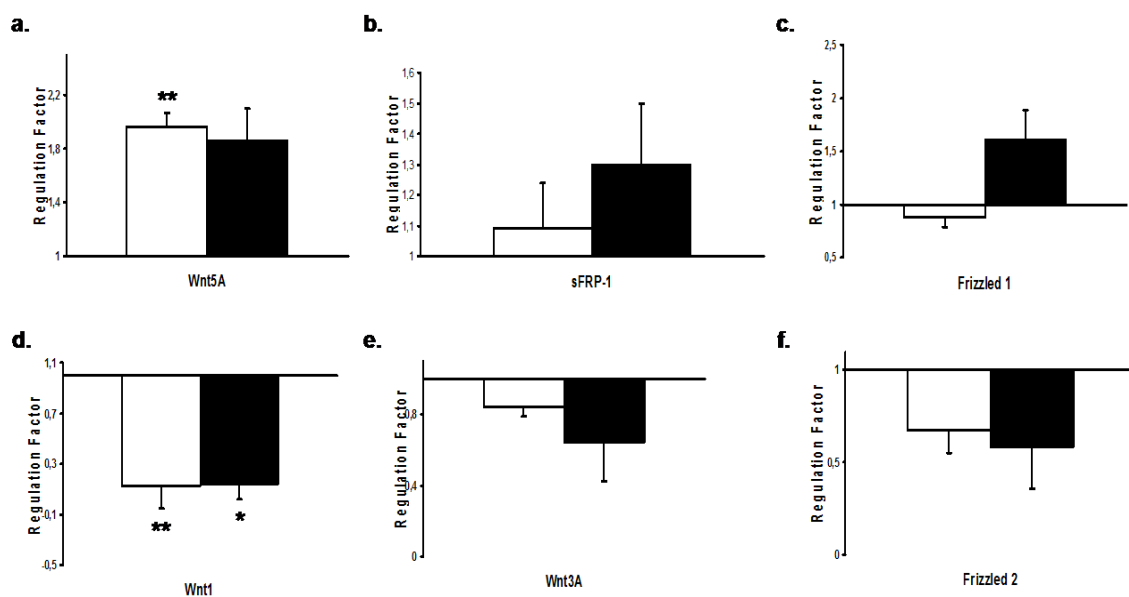 a.
Regulation Factor
2,2
1,8
1,4
1
**
Wnt5A
b.
Regulation Factor
1,6
1,5
1,4
1,3
1,2
1,1
1
sFRP-1
c.
Regulation Factor
2,5
2
1,5
1
0,5
Frizzled 1
d.
Regulation Factor
1,1
0,7
0,3
-0,1
-0,5
**
*
Wnt1
e.
Regulation Factor
0,8
0,4
0
Wnt3A
f.
Regulation Factor
1
0,5
0
Frizzled 2